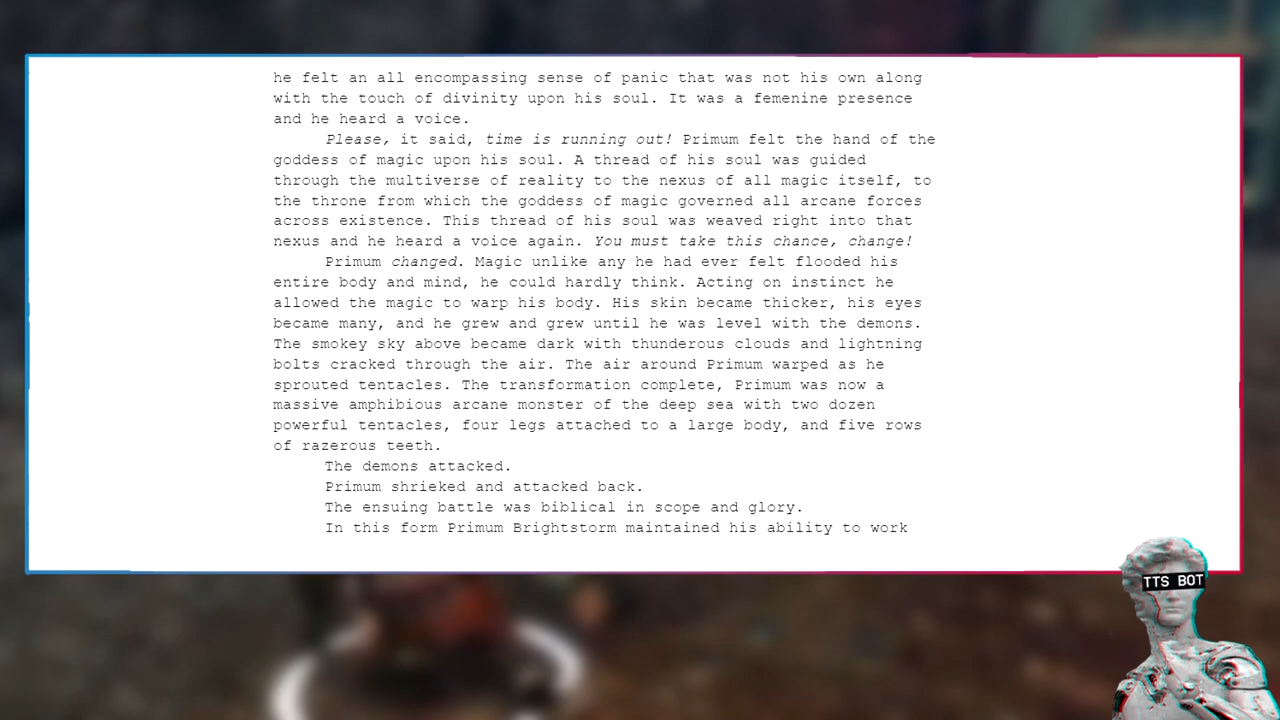 he felt an all encompassing sense of panic that was not his own along
with the touch of divinity upon his soul. It was a femenine presence
and he heard a voice.
Please, it said, time is running out! Primum felt the hand of the
goddess of magic upon his soul. A thread of his soul was guided
through the multiverse of reality to the nexus of all magic itself, to
the throne from which the goddess of magic governed all arcane forces
across existence. This thread of his soul was weaved right into that
nexus and he heard a voice again. You must take this chance, change!
Primum changed. Magic unlike any he had ever felt flooded his
entire body and mind, he could hardly think. Acting on instinct he
allowed the magic to warp his body. His skin became thicker, his eyes
became many, and he grew and grew until he was level with the demons.
The smokey sky above became dark with thunderous clouds and lightning
bolts cracked through the air. The air around Primum warped as he
sprouted tentacles. The transformation complete, Primum was now a
massive amphibious arcane monster of the deep sea with two dozen
powerful tentacles, four legs attached to a large body, and five rows
of razerous teeth.
The demons attacked.
Primum shrieked and attacked back.
The ensuing battle was biblical in scope and glory.
In this form Primum Brightstorm maintained his ability to work
TTS BOT